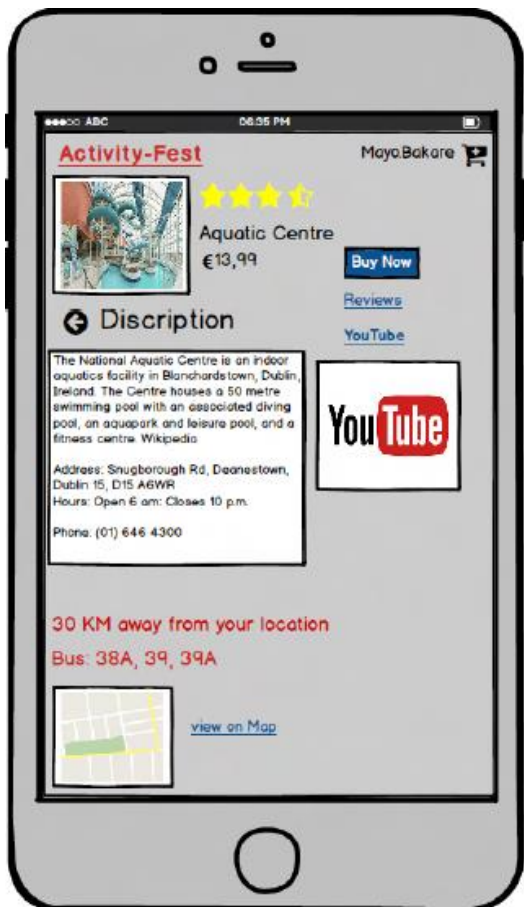 ABC 06:35 PM
Activity-Fest
Mayo.Bakare
Aquatic Centre
€13,99
Buy Now
Reviews
YouTube
Discription
The National Aquatic Centre is an indoor
aquatics facility in Blanchardstown, Dublin,
Ireland. The Centre houses a 50 metre
swimming pool with an associated diving
pool, an aquapark and leisure pool, and a
fitness centre. Wikipedia
Address: Snugborough Rd, Deanestown,
Dublin 15, D15 A6WR
Hours: Open 6 am: Closes 10 p.m.
Phone: (01) 646 4300
YouTube
30 KM away from your location
Bus: 38A, 39, 39A
view on Map